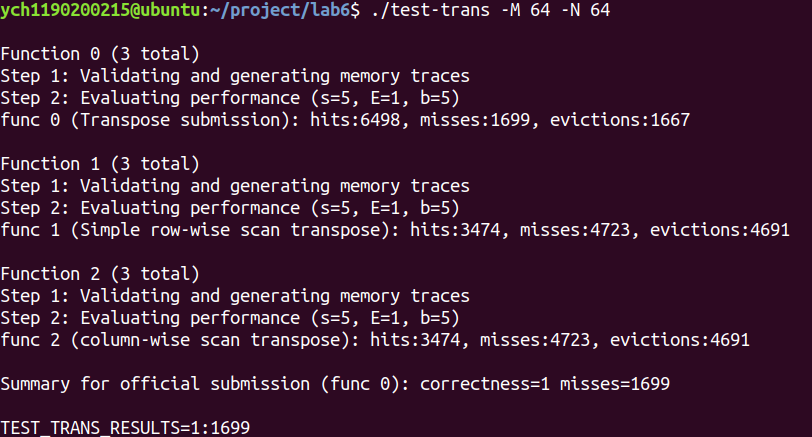 ych1190200215@ubuntu:~/project/lab6$ ./test-trans -M 64 -N 64
Function 0 (3 total)
Step 1: Validating and generating memory traces
Step 2: Evaluating performance (s=5, E=1, b=5)
func 0 (Transpose submission): hits:6498, misses:1699, evictions:1667
Function 1 (3 total)
Step 1: Validating and generating memory traces
Step 2: Evaluating performance (s=5, E=1, b=5)
func 1 (Simple row-wise scan transpose): hits:3474, misses:4723, evictions:4691
Function 2 (3 total)
Step 1: Validating and generating memory traces
Step 2: Evaluating performance (s=5, E=1, b=5)
func 2 (column-wise scan transpose): hits:3474, misses:4723, evictions:4691
Summary for official submission (func 0): correctness=1 misses=1699
TEST_TRANS_RESULTS=1:1699